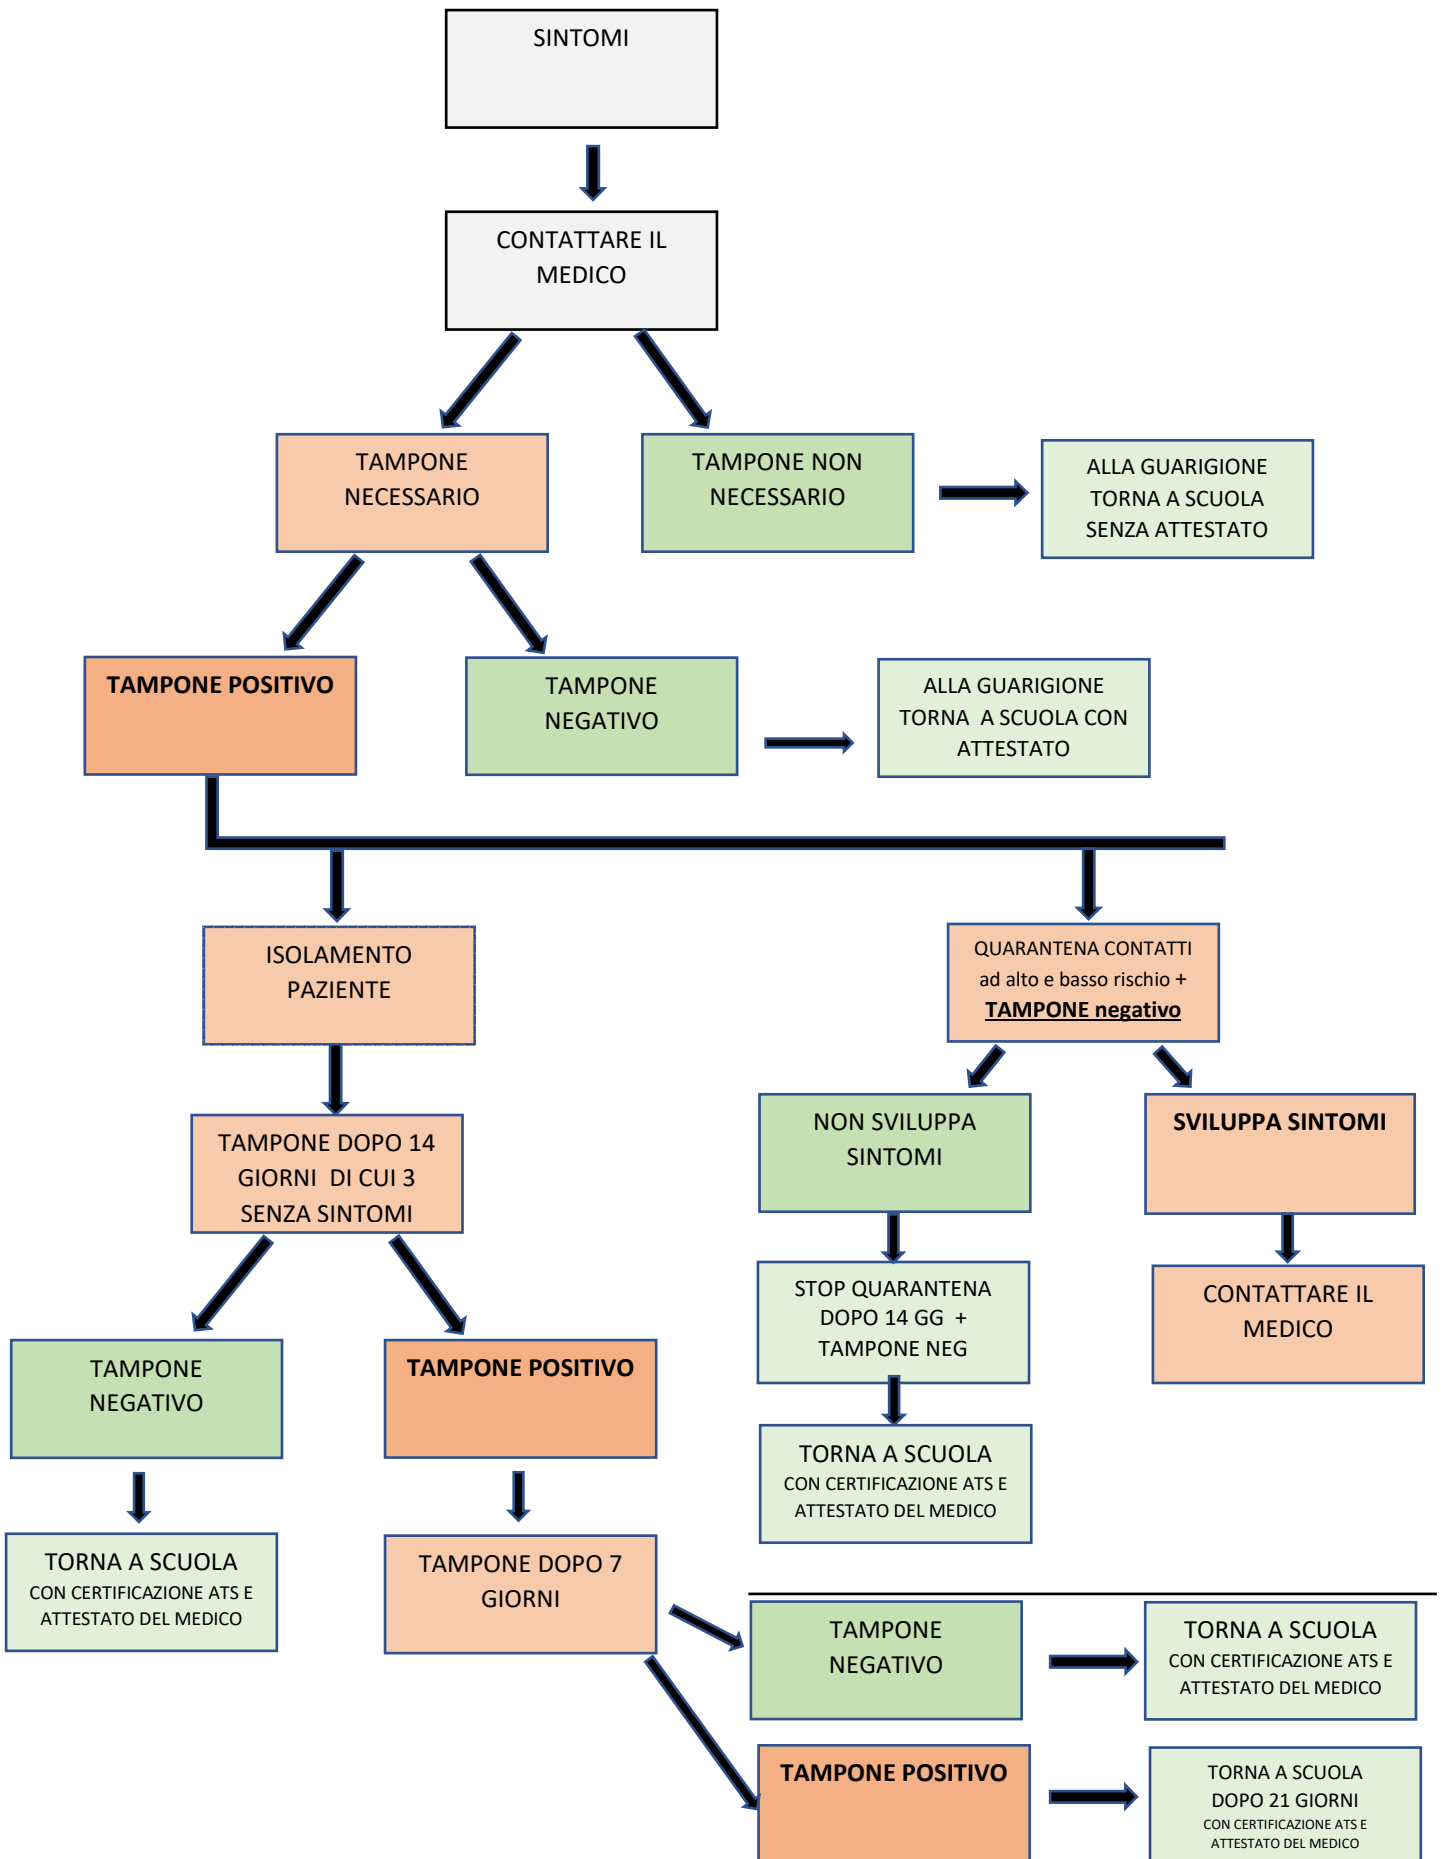 SINTOMI
CONTATTARE IL
MEDICO
TAMPONE
NECESSARIO
TAMPONE NON
NECESSARIO
ALLA GUARIGIONE
TORNA A SCUOLA
SENZA ATTESTATO
TAMPONE POSITIVO
TAMPONE
NEGATIVO
ALLA GUARIGIONE
TORNA A SCUOLA CON
ATTESTATO
ISOLAMENTO
PAZIENTE
QUARANTENA CONTATTI
ad alto e basso rischio +
TAMPONE negativo
TAMPONE DOPO 14
GIORNI DI CUI 3
SENZA SINTOMI
NON SVILUPPA
SINTOMI
SVILUPPA SINTOMI
STOP QUARANTENA
DOPO 14 GG +
TAMPONE NEG
CONTATTARE IL
MEDICO
TAMPONE
NEGATIVO
TAMPONE POSITIVO
TORNA A SCUOLA
CON CERTIFICAZIONE ATS E
ATTESTATO DEL MEDICO
TORNA A SCUOLA
CON CERTIFICAZIONE ATS E
ATTESTATO DEL MEDICO
TAMPONE DOPO 7
GIORNI
TAMPONE
NEGATIVO
TORNA A SCUOLA
CON CERTIFICAZIONE ATS E
ATTESTATO DEL MEDICO
TAMPONE POSITIVO
TORNA A SCUOLA
DOPO 21 GIORNI
CON CERTIFICAZIONE ATS E
ATTESTATO DEL MEDICO